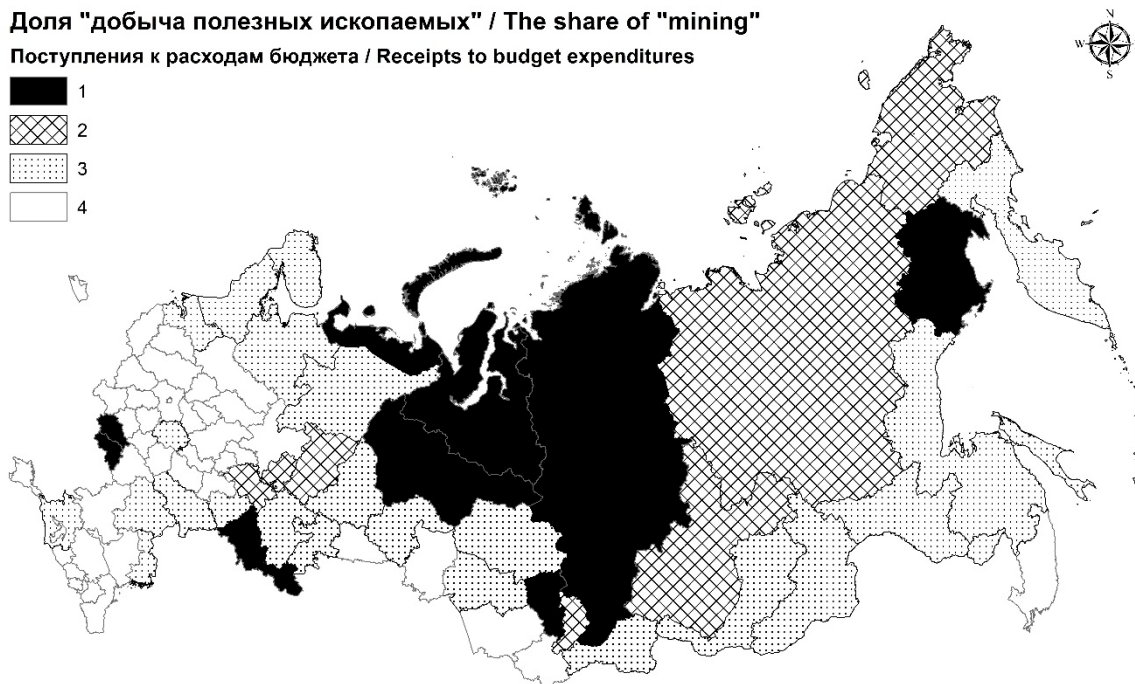 Доля "добыча полезных ископаемых" / The share of "mining"
Поступления к расходам бюджета / Receipts to budget expenditures
1
2
3
4
N
W
E
S